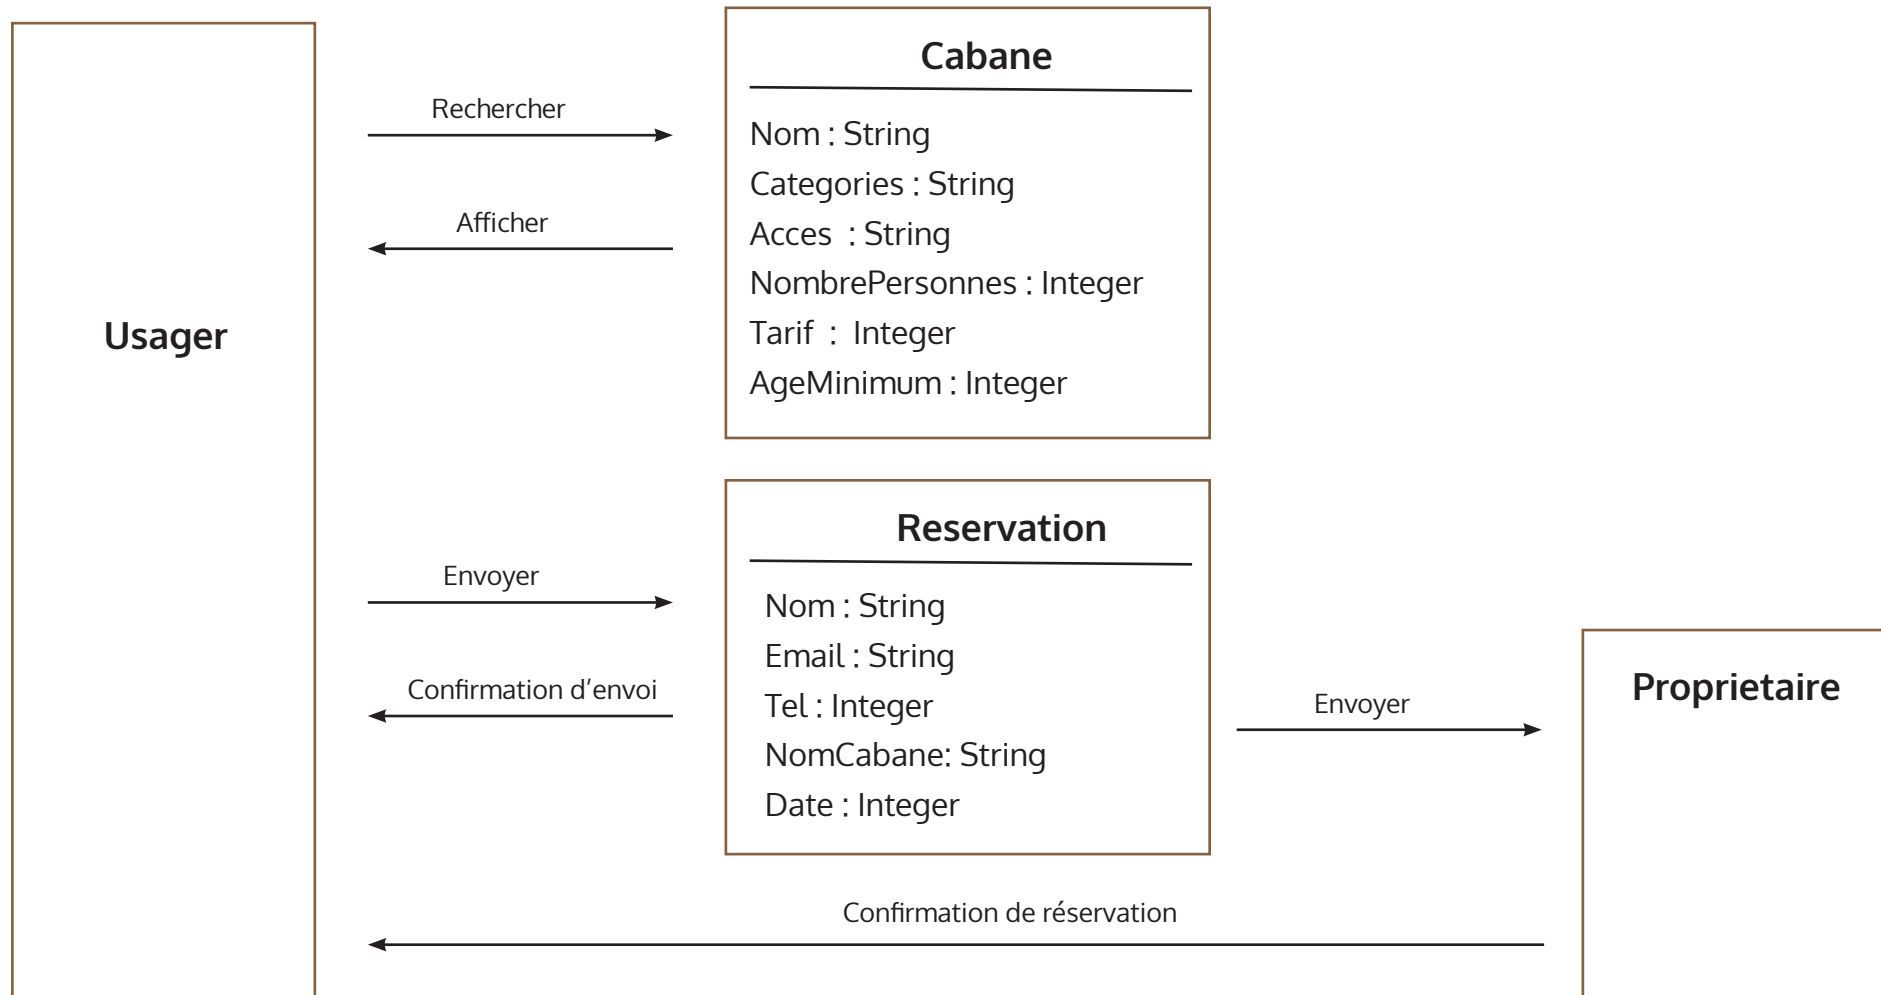 Usager
Rechercher
Afficher
Cabane
Nom : String
Categories : String
Acces : String
NombrePersonnes : Integer
Tarif : Integer
AgeMinimum : Integer
Envoyer
Confirmation d’envoi
Reservation
Nom : String
Email : String
Tel : Integer
NomCabane: String
Date : Integer
Envoyer
Proprietaire
Confirmation de réservation